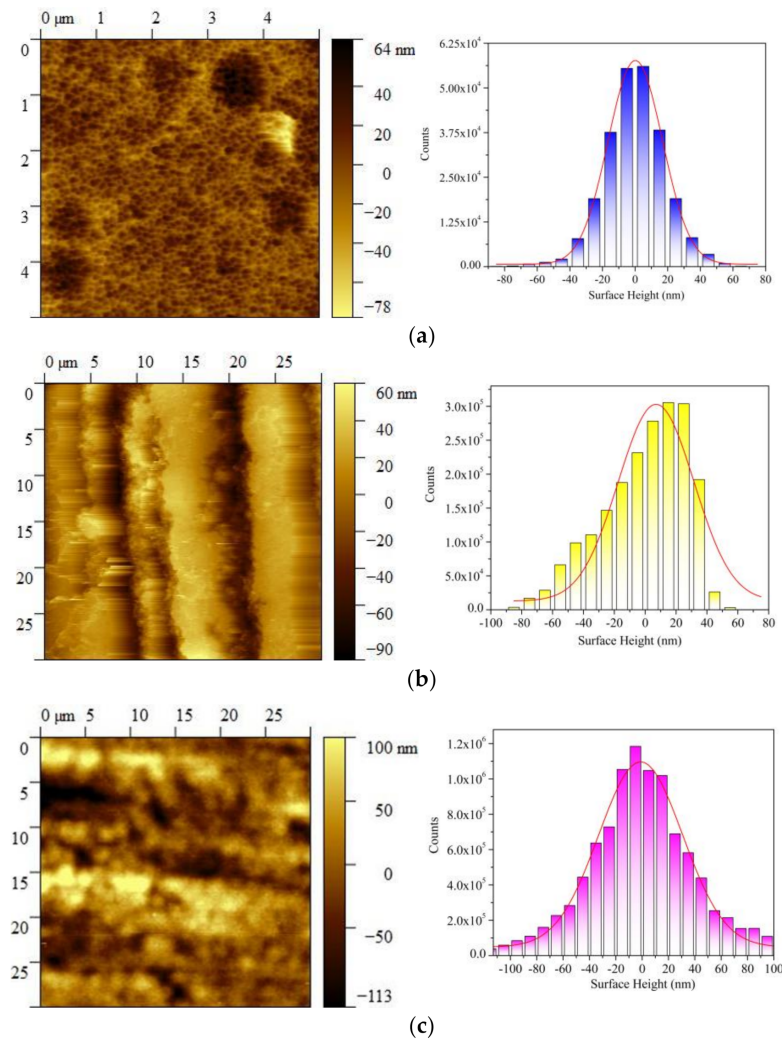 0 μm 1 2 3 4
0
1
2
3
4
64 nm
40
20
0
−20
−40
−78
6.25x10⁴
5.00x10⁴
3.75x10⁴
2.50x10⁴
1.25x10⁴
0.00
Counts
-80 -60 -40 -20 0 20 40 60 80
Surface Height (nm)
(a)
0 μm 5 10 15 20 25
0
5
10
15
20
25
60 nm
40
20
0
−20
−40
−60
−90
3.0x10⁵
2.5x10⁵
2.0x10⁵
1.5x10⁵
1.0x10⁵
5.0x10⁴
0.0
Counts
-100 -80 -60 -40 -20 0 20 40 60 80
Surface Height (nm)
(b)
0 μm 5 10 15 20 25
0
5
10
15
20
25
100 nm
50
0
−50
−113
1.2x10⁶
1.0x10⁶
8.0x10⁵
6.0x10⁵
4.0x10⁵
2.0x10⁵
0.0
Counts
-100 -80 -60 -40 -20 0 20 40 60 80 100
Surface Height (nm)
(c)